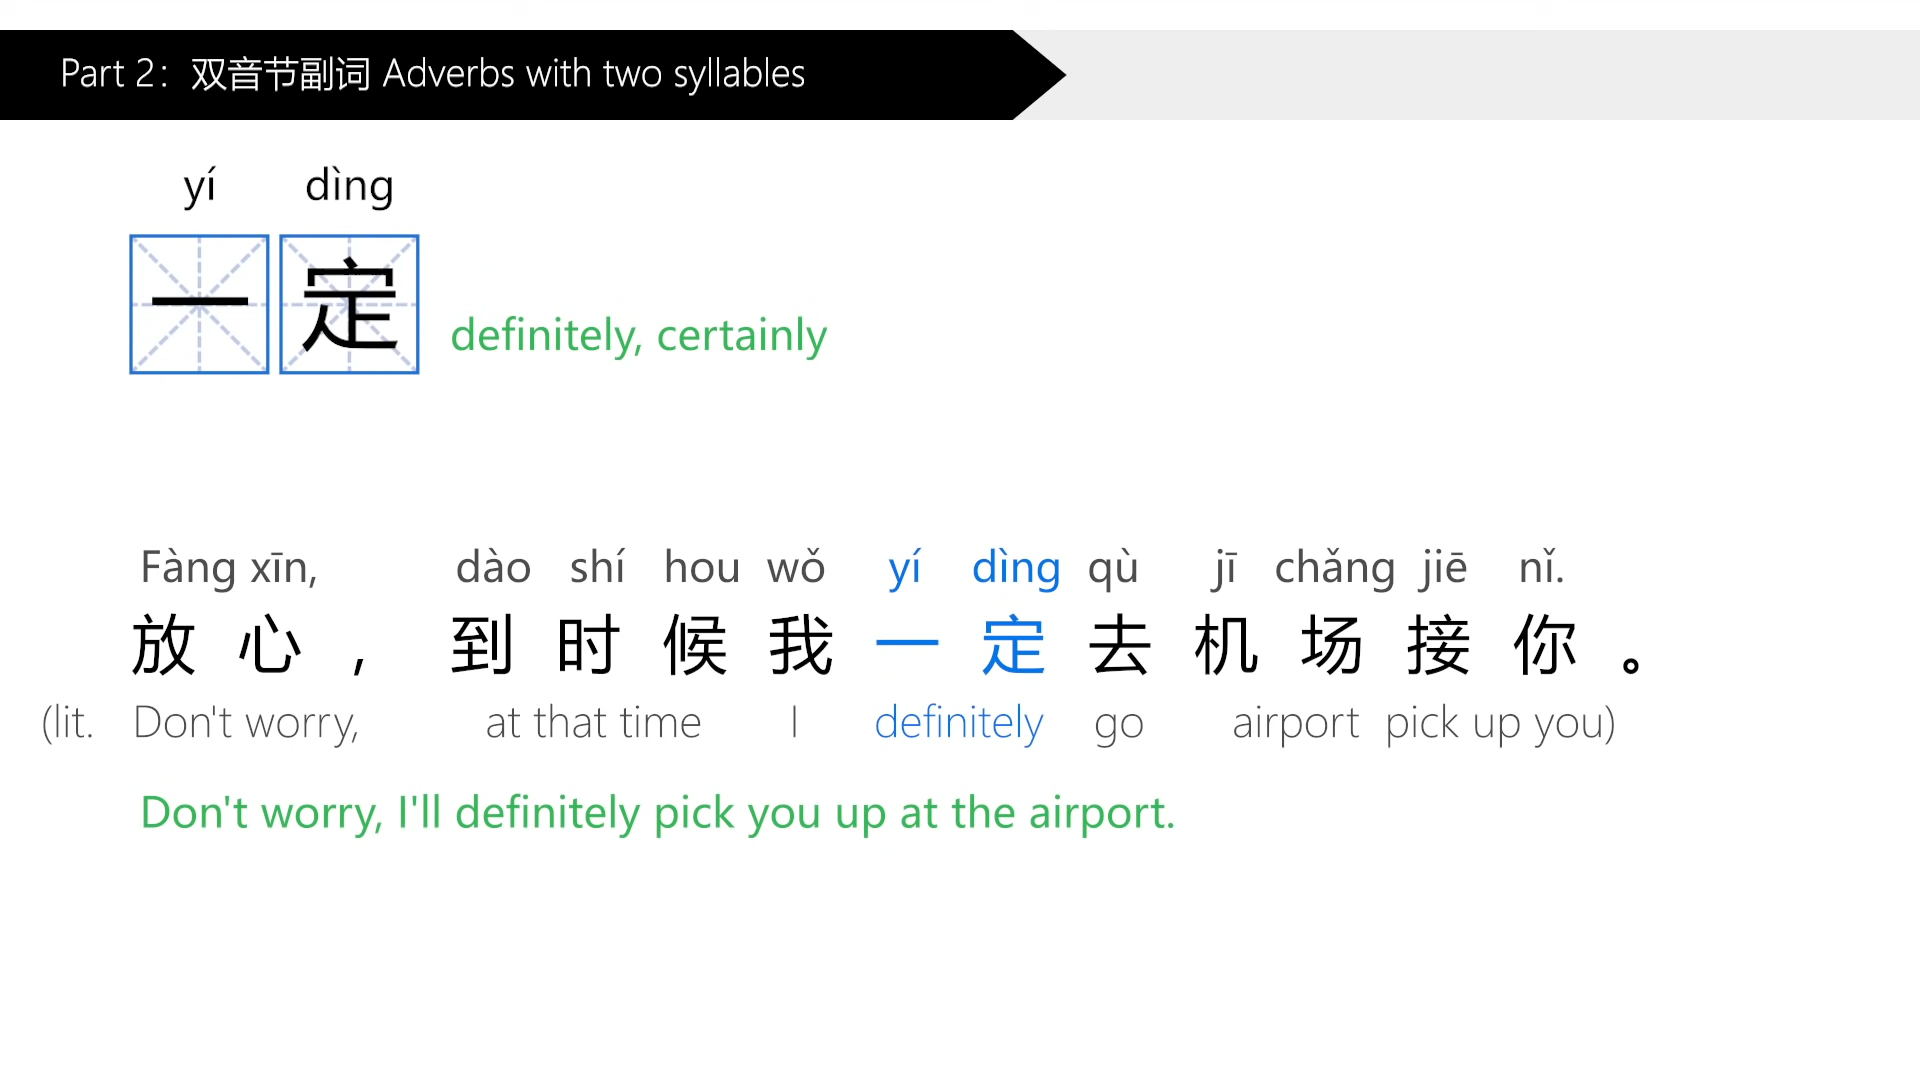 Part 2：双音节副词 Adverbs with two syllables
yí dìng
一定 definitely, certainly
Fàng xīn, dào shí hou wǒ yí dìng qù jī chǎng jiē nǐ.
放心，到时候我一定去机场接你。
(lit. Don't worry, at that time I definitely go airport pick up you)
Don't worry, I'll definitely pick you up at the airport.